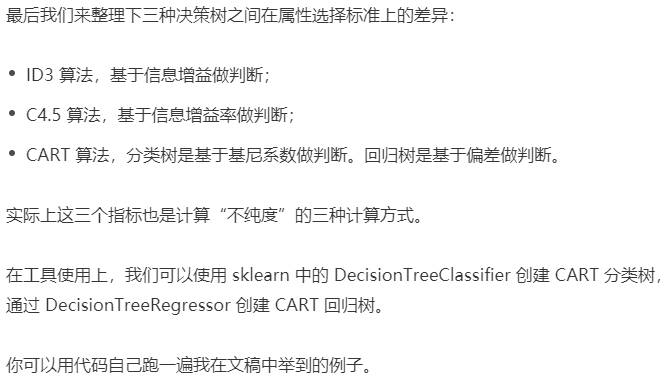 最后我们来整理下三种决策树之间在属性选择标准上的差异：
• ID3 算法，基于信息增益做判断；
• C4.5 算法，基于信息增益率做判断；
• CART 算法，分类树是基于基尼系数做判断。回归树是基于偏差做判断。
实际上这三个指标也是计算“不纯度”的三种计算方式。
在工具使用上，我们可以使用 sklearn 中的 DecisionTreeClassifier 创建 CART 分类树，
通过 DecisionTreeRegressor 创建 CART 回归树。
你可以用代码自己跑一遍我在文稿中举到的例子。